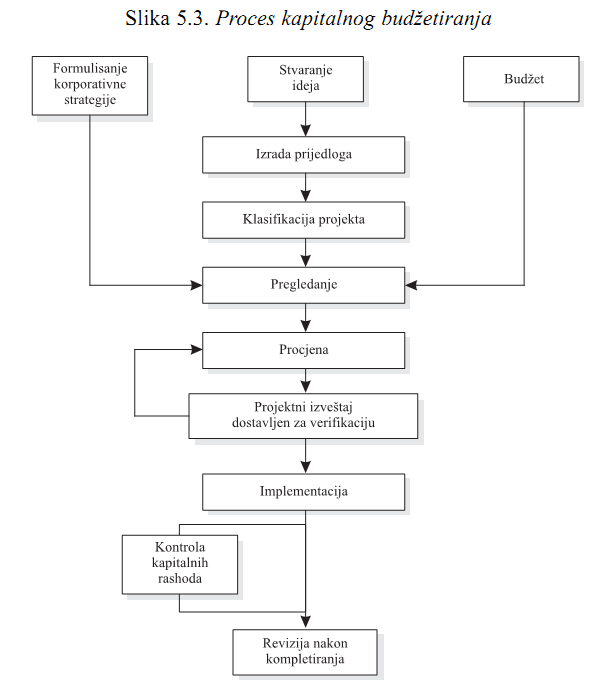 Slika 5.3. Proces kapitalnog budžetiranja
Formulisanje
korporativne
strategije
Stvaranje
ideja
Budžet
Izrada prijedloga
Klasifikacija projekta
Pregledanje
Procjena
Projektni izveštaj
dostavljen za verifikaciju
Implementacija
Kontrola
kapitalnih
rashoda
Revizija nakon
kompletiranja